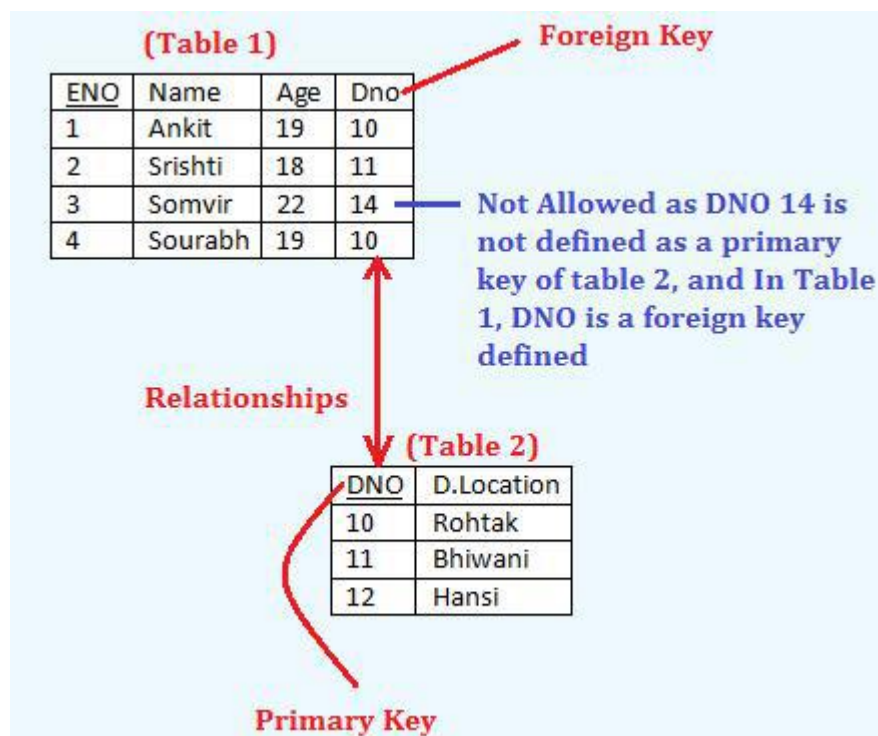 (Table 1)
Foreign Key
ENO Name Age Dno
1 Ankit 19 10
2 Srishti 18 11
3 Somvir 22 14
4 Sourabh 19 10
Not Allowed as DNO 14 is
not defined as a primary
key of table 2, and In Table
1, DNO is a foreign key
defined
Relationships
(Table 2)
DNO D.Location
10 Rohtak
11 Bhiwani
12 Hansi
Primary Key